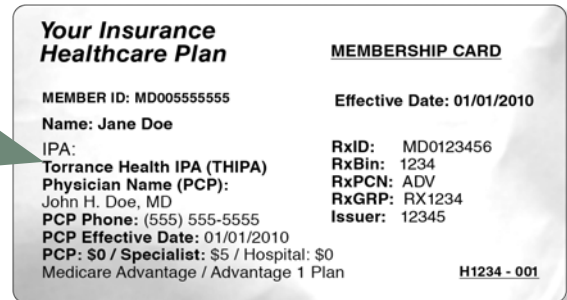 Your Insurance
Healthcare Plan
MEMBERSHIP CARD
MEMBER ID: MD005555555
Effective Date: 01/01/2010
Name: Jane Doe
IPA:
Torrance Health IPA (THIPA)
Physician Name (PCP):
John H. Doe, MD
PCP Phone: (555) 555-5555
PCP Effective Date: 01/01/2010
PCP: $0 / Specialist: $5 / Hospital: $0
Medicare Advantage / Advantage 1 Plan
RxID: MD0123456
RxBin: 1234
RxPCN: ADV
RxGRP: RX1234
Issuer: 12345
H1234 - 001